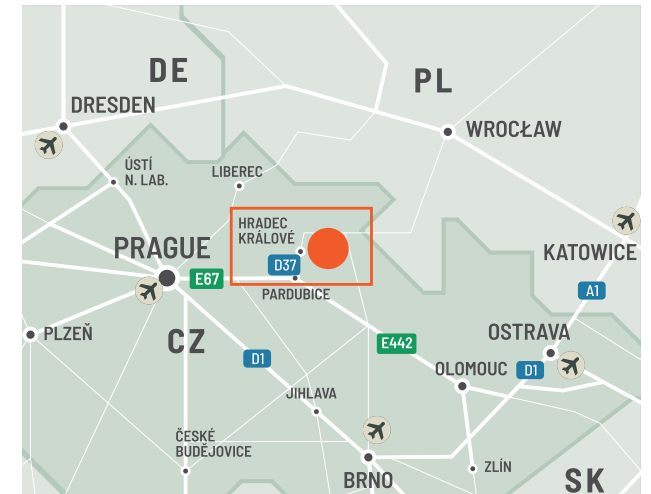 DE
PL
DRESDEN
WROCŁAW
ÚSTÍ
N. LAB.
LIBEREC
HRADEC
KRÁLOVÉ
PRAGUE
KATOWICE
D37
E67
PARDUBICE
A1
PLZEŇ
CZ
OSTRAVA
E442
D1
OLOMOUC
D1
JIHLAVA
ČESKÉ
BUDĚJOVICE
ZLÍN
BRNO
SK